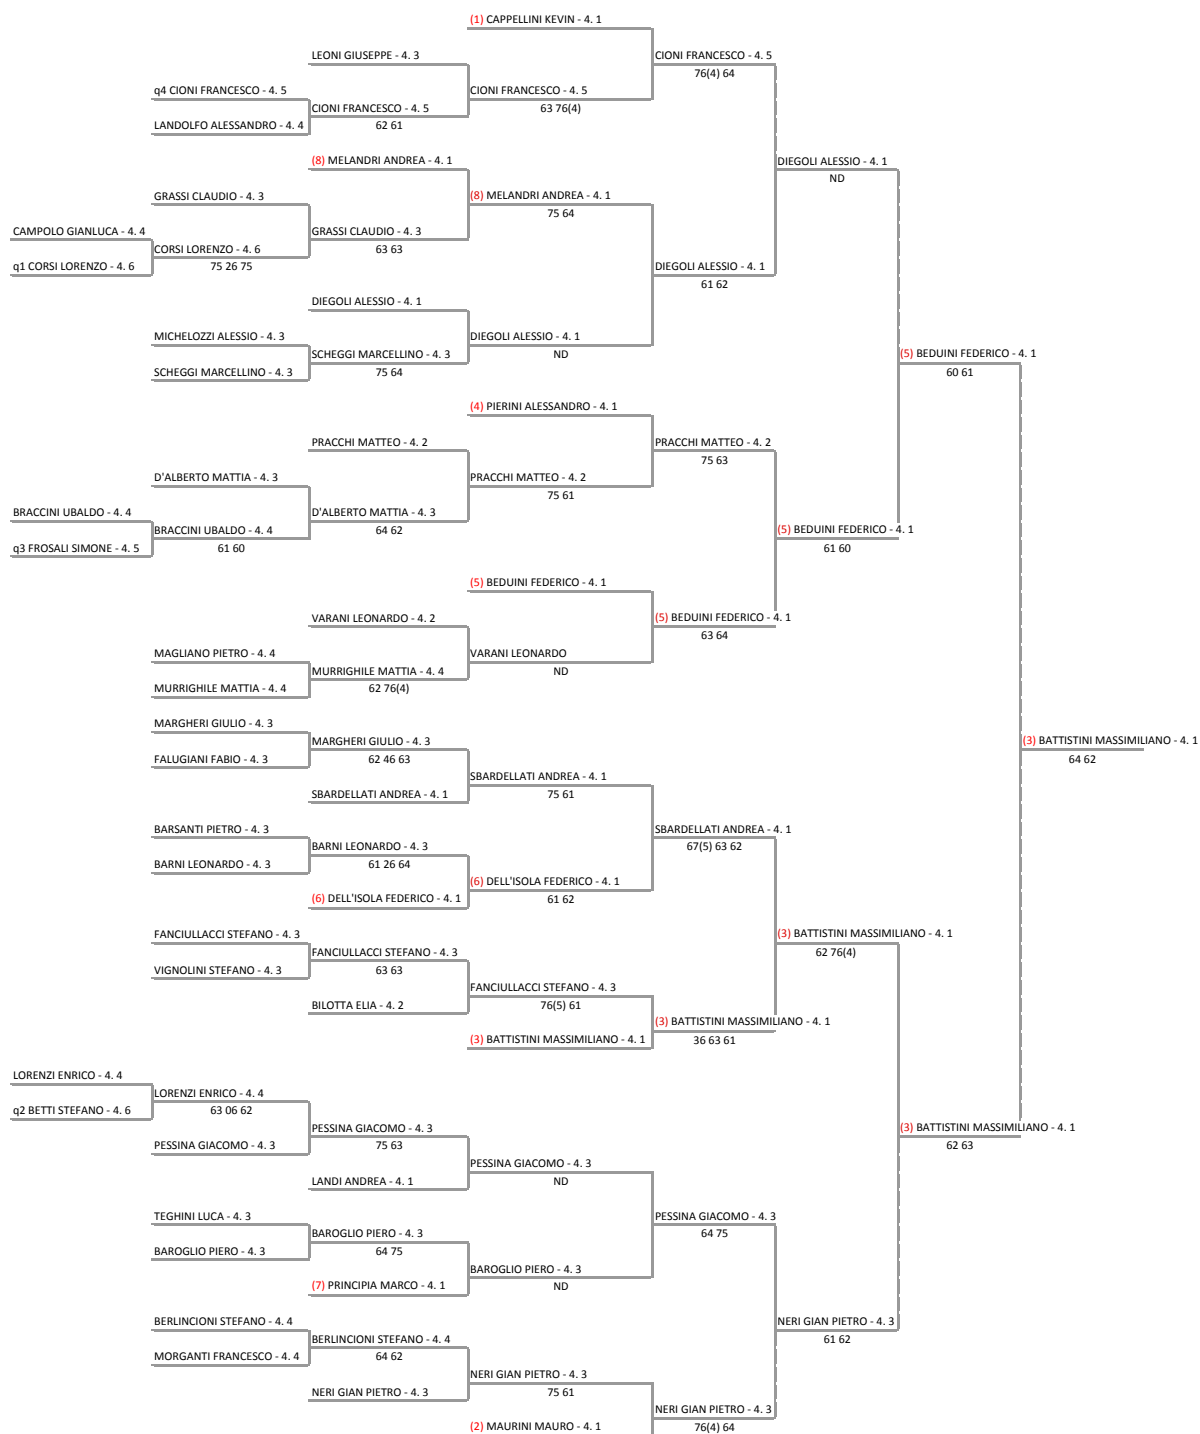 (1) CAPPELLINI KEVIN - 4. 1
LEONI GIUSEPPE - 4. 3
CIONI FRANCESCO - 4. 5
76(4) 64
q4 CIONI FRANCESCO - 4. 5
CIONI FRANCESCO - 4. 5
63 76(4)
CIONI FRANCESCO - 4. 5
62 61
LANDOLFO ALESSANDRO - 4. 4
(8) MELANDRI ANDREA - 4. 1
DIEGOLI ALESSIO - 4. 1
ND
GRASSI CLAUDIO - 4. 3
(8) MELANDRI ANDREA - 4. 1
75 64
CAMPOLO GIANLUCA - 4. 4
GRASSI CLAUDIO - 4. 3
63 63
CORSI LORENZO - 4. 6
75 26 75
q1 CORSI LORENZO - 4. 6
DIEGOLI ALESSIO - 4. 1
61 62
DIEGOLI ALESSIO - 4. 1
MICHELOZZI ALESSIO - 4. 3
DIEGOLI ALESSIO - 4. 1
ND
SCHEGGI MARCELLINO - 4. 3
75 64
(5) BEDUINI FEDERICO - 4. 1
60 61
SCHEGGI MARCELLINO - 4. 3
(4) PIERINI ALESSANDRO - 4. 1
PRACCHI MATTEO - 4. 2
PRACCHI MATTEO - 4. 2
75 63
D'ALBERTO MATTIA - 4. 3
PRACCHI MATTEO - 4. 2
75 61
BRACCINI UBALDO - 4. 4
D'ALBERTO MATTIA - 4. 3
64 62
BRACCINI UBALDO - 4. 4
61 60
(5) BEDUINI FEDERICO - 4. 1
61 60
q3 FROSALI SIMONE - 4. 5
(5) BEDUINI FEDERICO - 4. 1
VARANI LEONARDO - 4. 2
(5) BEDUINI FEDERICO - 4. 1
63 64
MAGLIANO PIETRO - 4. 4
VARANI LEONARDO
ND
MURRIGHILE MATTIA - 4. 4
62 76(4)
MURRIGHILE MATTIA - 4. 4
MARGHERI GIULIO - 4. 3
MARGHERI GIULIO - 4. 3
62 46 63
(3) BATTISTINI MASSIMILIANO - 4. 1
64 62
FALUGIANI FABIO - 4. 3
SBARDELLATI ANDREA - 4. 1
75 61
SBARDELLATI ANDREA - 4. 1
BARSANTI PIETRO - 4. 3
SBARDELLATI ANDREA - 4. 1
67(5) 63 62
BARNI LEONARDO - 4. 3
61 26 64
BARNI LEONARDO - 4. 3
(6) DELL'ISOLA FEDERICO - 4. 1
61 62
(6) DELL'ISOLA FEDERICO - 4. 1
FANCIULLACCI STEFANO - 4. 3
(3) BATTISTINI MASSIMILIANO - 4. 1
62 76(4)
FANCIULLACCI STEFANO - 4. 3
63 63
VIGNOLINI STEFANO - 4. 3
FANCIULLACCI STEFANO - 4. 3
76(5) 61
BILOTTA ELIA - 4. 2
(3) BATTISTINI MASSIMILIANO - 4. 1
36 63 61
(3) BATTISTINI MASSIMILIANO - 4. 1
LORENZI ENRICO - 4. 4
LORENZI ENRICO - 4. 4
63 06 62
q2 BETTI STEFANO - 4. 6
PESSINA GIACOMO - 4. 3
75 63
(3) BATTISTINI MASSIMILIANO - 4. 1
62 63
PESSINA GIACOMO - 4. 3
PESSINA GIACOMO - 4. 3
ND
LANDI ANDREA - 4. 1
TEGHINI LUCA - 4. 3
PESSINA GIACOMO - 4. 3
64 75
BAROGLIO PIERO - 4. 3
64 75
BAROGLIO PIERO - 4. 3
BAROGLIO PIERO - 4. 3
ND
(7) PRINCIPIA MARCO - 4. 1
BERLINCIONI STEFANO - 4. 4
NERI GIAN PIETRO - 4. 3
61 62
BERLINCIONI STEFANO - 4. 4
64 62
MORGANTI FRANCESCO - 4. 4
NERI GIAN PIETRO - 4. 3
75 61
NERI GIAN PIETRO - 4. 3
NERI GIAN PIETRO - 4. 3
76(4) 64
(2) MAURINI MAURO - 4. 1